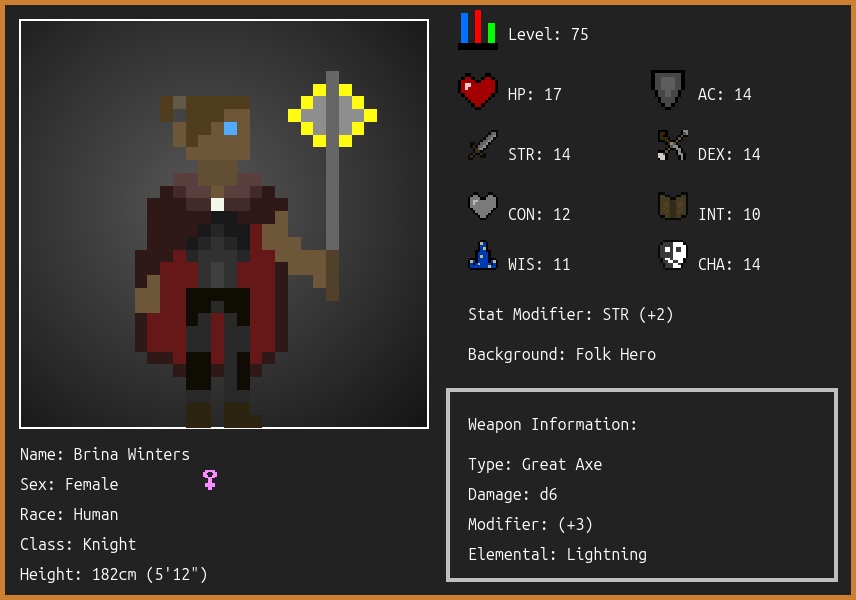 Level: 75
HP: 17
AC: 14
STR: 14
DEX: 14
CON: 12
INT: 10
WIS: 11
CHA: 14
Stat Modifier: STR (+2)
Background: Folk Hero
Weapon Information:
Type: Great Axe
Damage: d6
Modifier: (+3)
Elemental: Lightning
Name: Brina Winters
Sex: Female
Race: Human
Class: Knight
Height: 182cm (5'12")